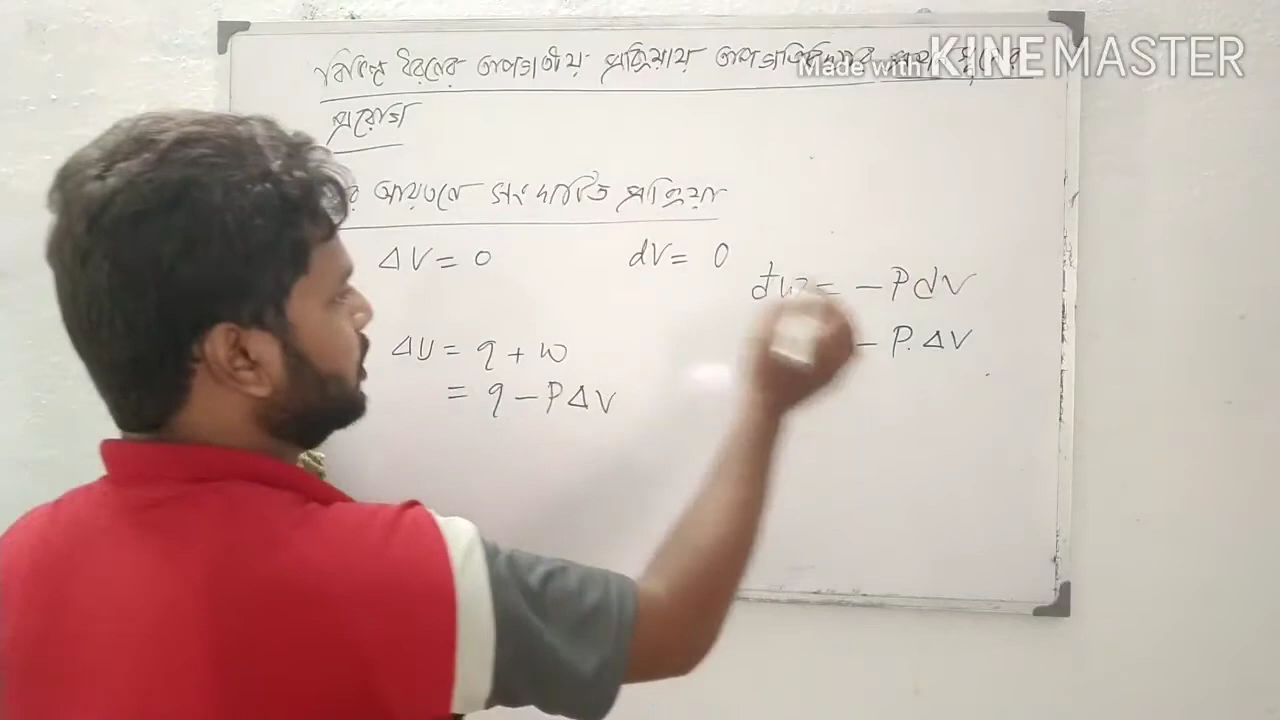 বিভিন্ন ধরনের তাপগতীয় প্রক্রিয়ায় তাপগতিবিদ্যার প্রথম সূত্রের
Made with KINEMASTER
প্রয়োগ
আয়তনে সংঘটিত প্রক্রিয়া
ΔV = 0 dV = 0
dw = - PdV
- P.ΔV
ΔU = q + w
= q - PΔV